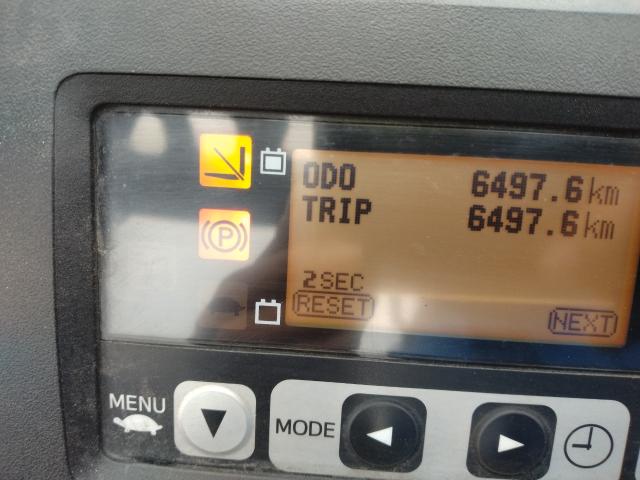 ODO 6497.6 km
TRIP 6497.6 km
P
2SEC
RESET
NEXT
MENU
MODE